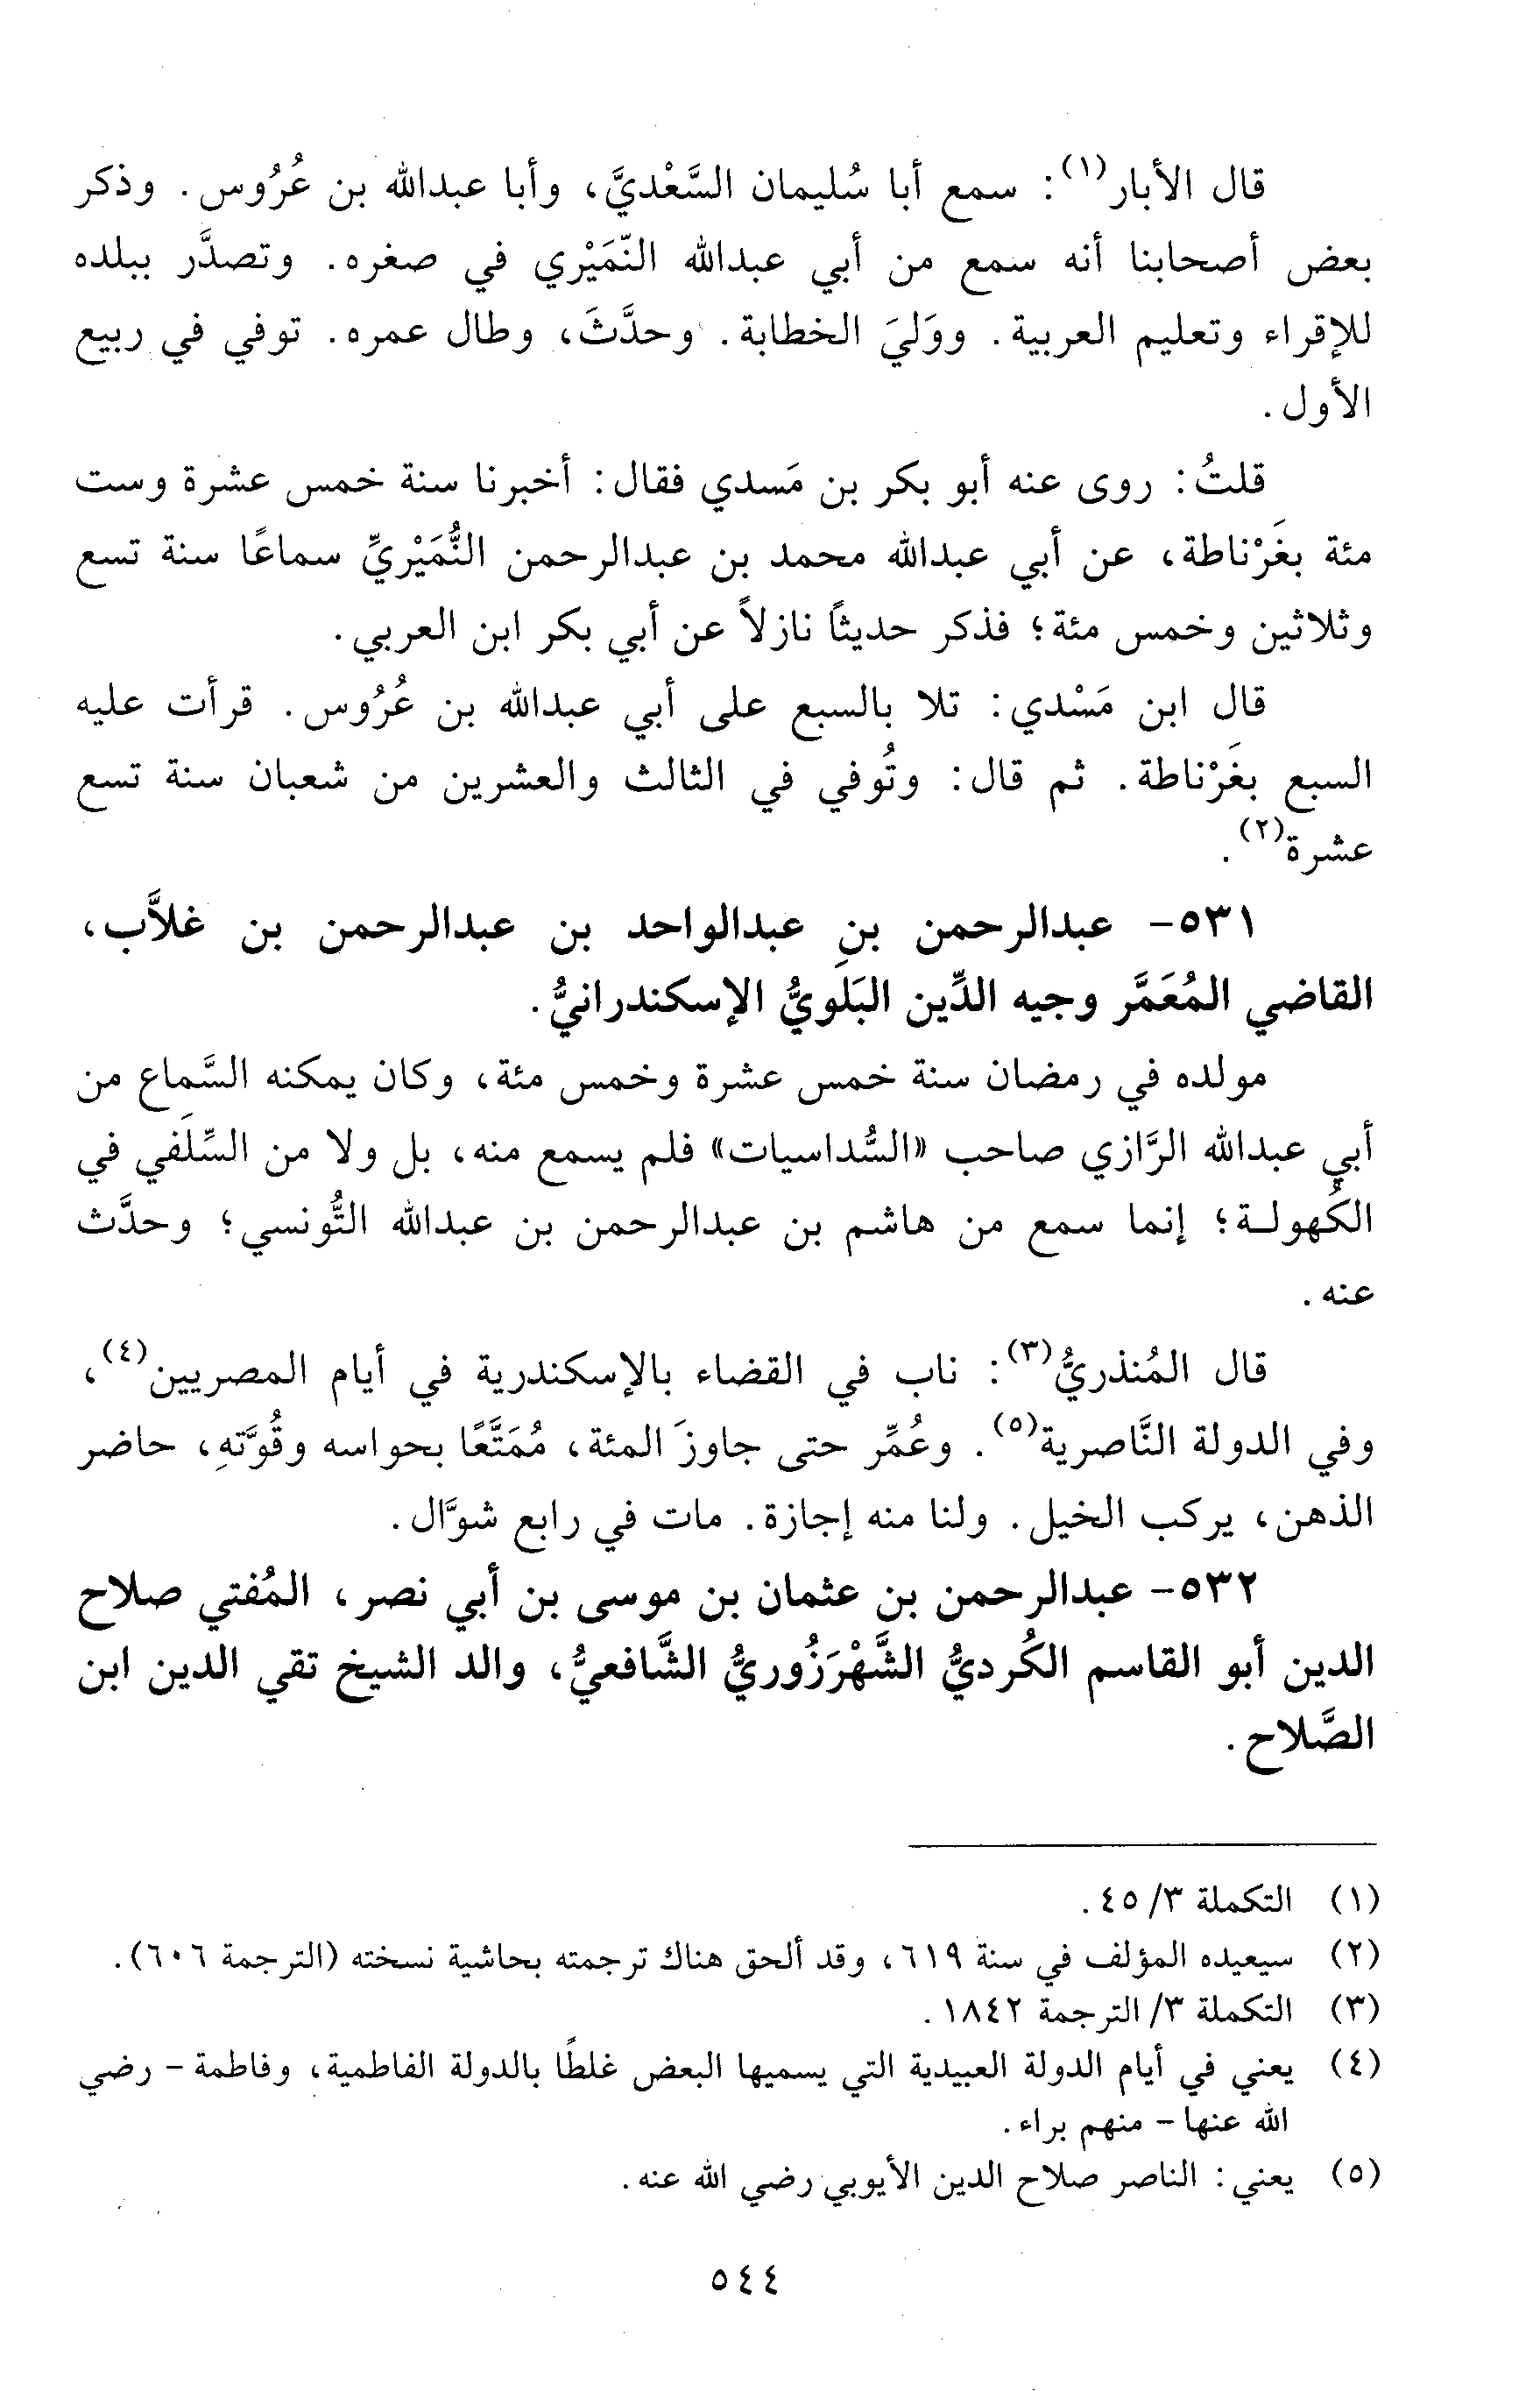 قال الأبار(١): سمع أبا سُليمان السَّعْديَّ، وأبا عبدالله بن عُرُوس. وذكر
بعض أصحابنا أنه سمع من أبي عبدالله النّمَيْري في صغره. وتصدَّر ببلده
للإقراء وتعليم العربية. ووَليَ الخطابة. وحدَّثَ، وطال عمره. توفي في ربيع
الأول.
قلتُ: روى عنه أبو بكر بن مَسدي فقال: أخبرنا سنة خمس عشرة وست
مئة بغَرْناطة، عن أبي عبدالله محمد بن عبدالرحمن النُّمَيْريِّ سماعًا سنة تسع
وثلاثين وخمس مئة؛ فذكر حديثًا نازلاً عن أبي بكر ابن العربي.
قال ابن مَسْدي: تلا بالسبع على أبي عبدالله بن عُرُوس. قرأت عليه
السبع بغَرْناطة. ثم قال: وتُوفي في الثالث والعشرين من شعبان سنة تسع
عشرة(٢).
٥٣١- عبدالرحمن بنِ عبدالواحد بن عبدالرحمن بن غلاَّب،
القاضي المُعَمَّر وجيه الدِّين البَلَويُّ الإسكندرانيُّ.
مولده في رمضان سنة خمس عشرة وخمس مئة، وكان يمكنه السَّماع من
أبي عبدالله الرَّازي صاحب «السُّداسيات» فلم يسمع منه، بل ولا من السِّلَفي في
الكُهولـة؛ إنما سمع من هاشم بن عبدالرحمن بن عبدالله التُّونسي؛ وحدَّث
عنه.
قال المُنذريُّ(٣): ناب في القضاء بالإسكندرية في أيام المصريين(٤)،
وفي الدولة النَّاصرية(٥). وعُمِّر حتى جاوزَ المئة، مُمَتَّعًا بحواسه وقُوَّتهِ، حاضر
الذهن، يركب الخيل. ولنا منه إجازة. مات في رابع شوَّال.
٥٣٢- عبدالرحمن بن عثمان بن موسى بن أبي نصر، المُفتي صلاح
الدين أبو القاسم الكُرديُّ الشَّهْرَزُوريُّ الشَّافعيُّ، والد الشيخ تقي الدين ابن
الصَّلاح.
(١) التكملة ٣/ ٤٥.
(٢) سيعيده المؤلف في سنة ٦١٩، وقد ألحق هناك ترجمته بحاشية نسخته (الترجمة ٦٠٦).
(٣) التكملة ٣/ الترجمة ١٨٤٢.
(٤) يعني في أيام الدولة العبيدية التي يسميها البعض غلطًا بالدولة الفاطمية، وفاطمة - رضي
الله عنها - منهم براء.
(٥) يعني: الناصر صلاح الدين الأيوبي رضي الله عنه.
٥٤٤